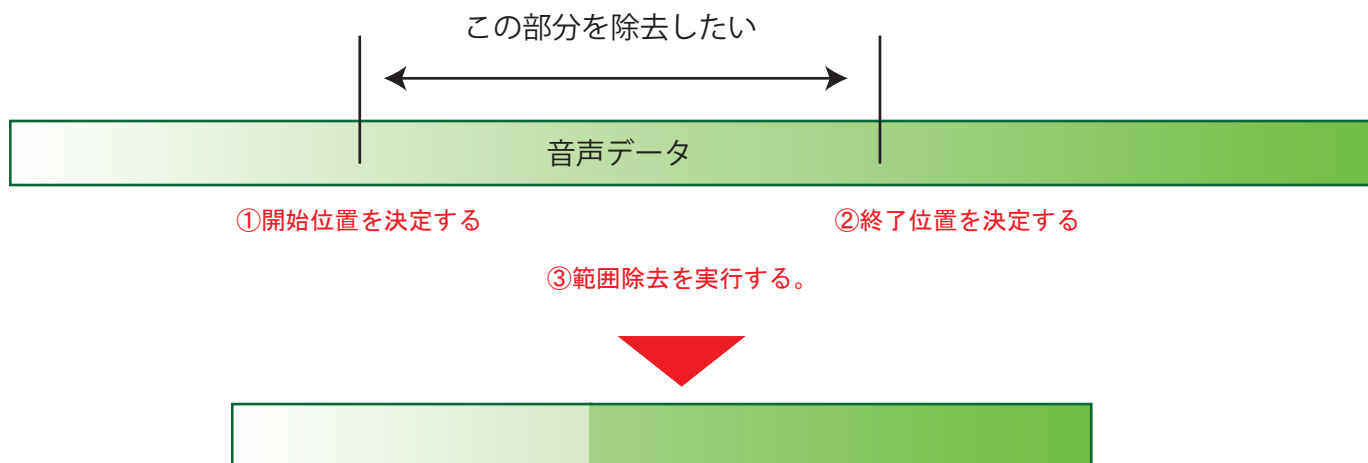 この部分を除去したい
音声データ
①開始位置を決定する
②終了位置を決定する
③範囲除去を実行する。